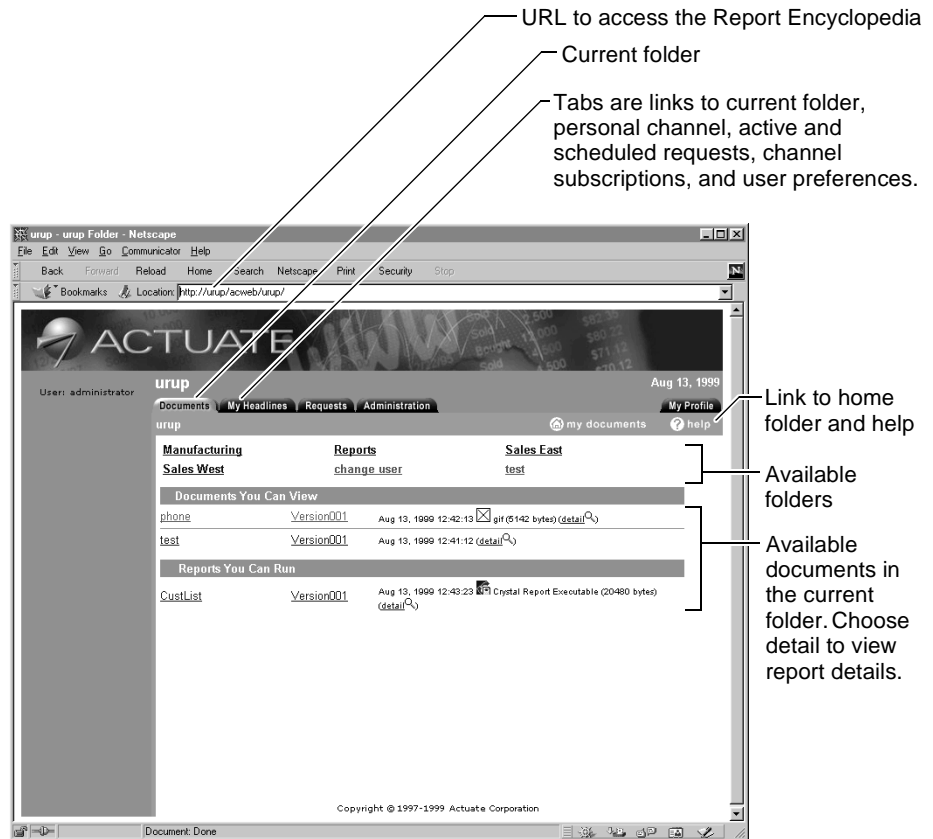 URL to access the Report Encyclopedia
Current folder
Tabs are links to current folder,
personal channel, active and
scheduled requests, channel
subscriptions, and user preferences.
urup - urup Folder - Netscape
File Edit View Go Communicator Help
Back Forward Reload Home Search Netscape Print Security Stop
Bookmarks Location: http://urup/acweb/urup/
ACTUATE
User: administrator
urup
Aug 13, 1999
Documents My Headlines Requests Administration My Profile
urup
my documents ? help
Manufacturing Reports Sales East
Sales West change user test
Documents You Can View
phone Version001 Aug 13, 1999 12:42:13 gif (5142 bytes) (detail)
test Version001 Aug 13, 1999 12:41:12 (detail)
Reports You Can Run
CustList Version001 Aug 13, 1999 12:43:23 Crystal Report Executable (20480 bytes)
(detail)
Copyright © 1997-1999 Actuate Corporation
Document: Done
Link to home
folder and help
Available
folders
Available
documents in
the current
folder. Choose
detail to view
report details.